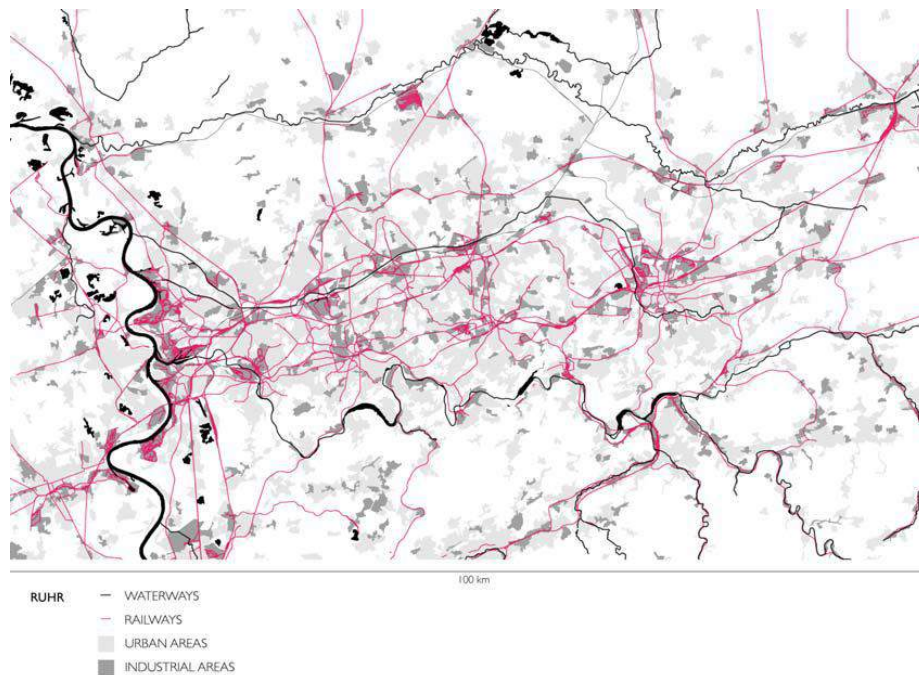 100 km
RUHR
WATERWAYS
RAILWAYS
URBAN AREAS
INDUSTRIAL AREAS